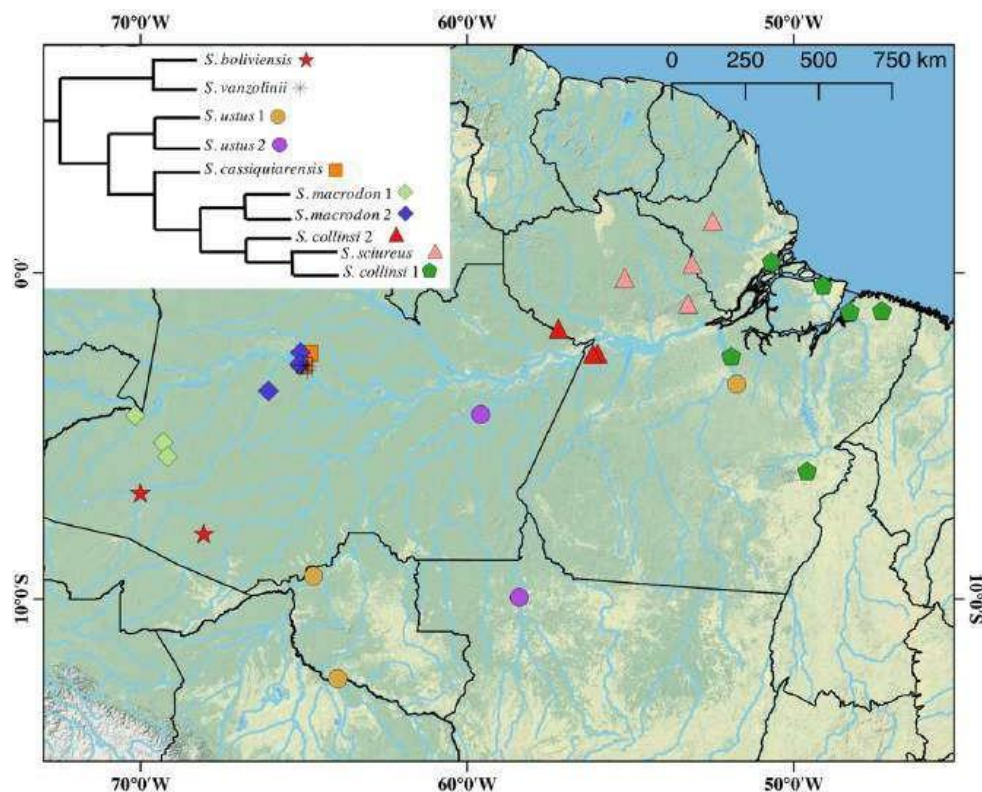 70°0'W 60°0'W 50°0'W
0 250 500 750 km
S. boliviensis
S. vanzolinii
S. ustus 1
S. ustus 2
S. cassiquiarensis
S. macrodon 1
S. macrodon 2
S. collinsi 2
S. sciureus
S. collinsi 1
0°0'
10°0'S 10°0'S
70°0'W 60°0'W 50°0'W